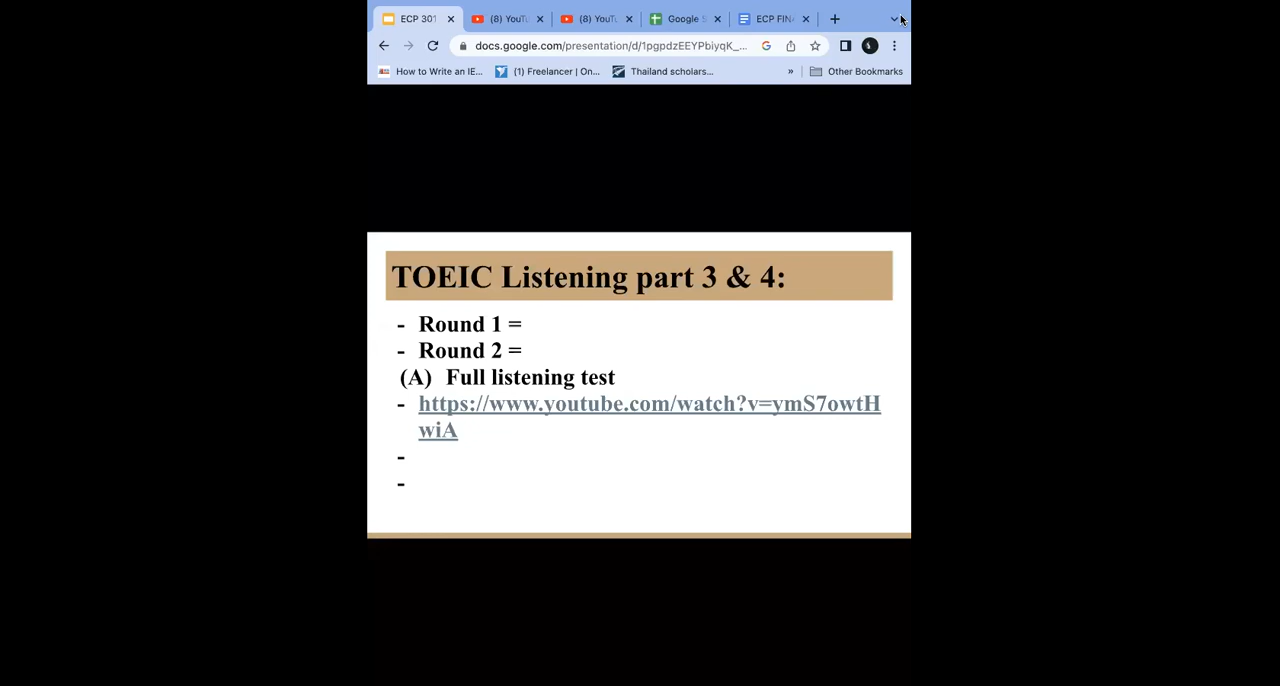 ECP 301
(8) YouTu
(8) YouTu
Google S
ECP FINA
docs.google.com/presentation/d/1pgpdzEEYPbiyqK_...
G
How to Write an IE...
(1) Freelancer | On...
Thailand scholars...
»
Other Bookmarks
TOEIC Listening part 3 & 4:
- Round 1 =
- Round 2 =
(A) Full listening test
- https://www.youtube.com/watch?v=ymS7owtH
wiA
-
-